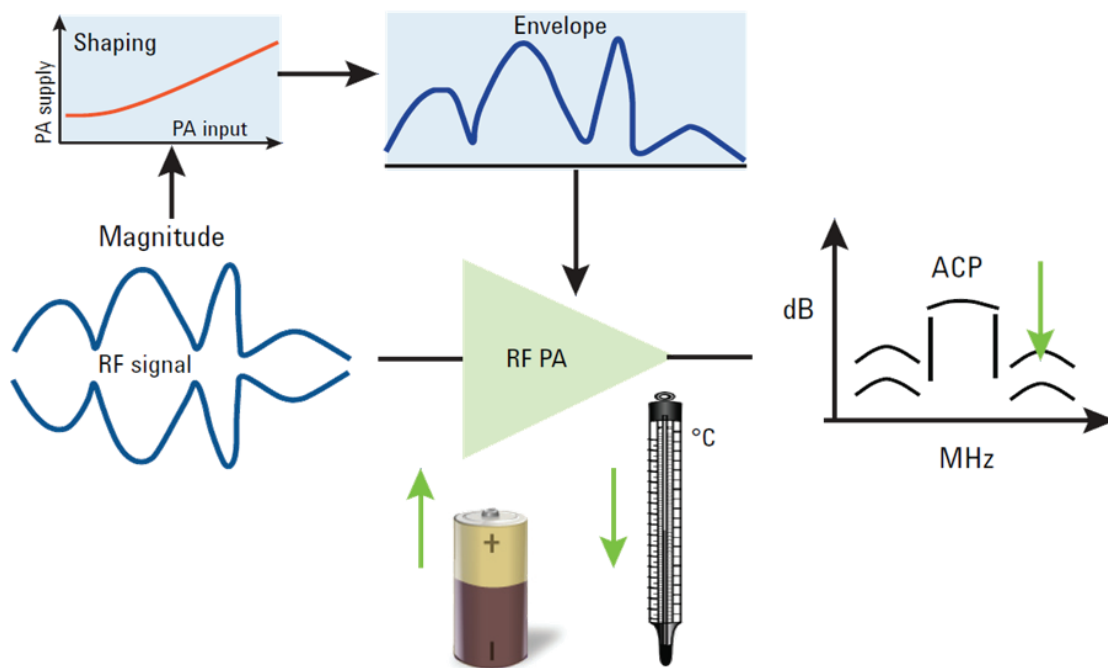 Shaping
PA supply
PA input
Envelope
Magnitude
RF signal
RF PA
ACP
dB
MHz
°C
+